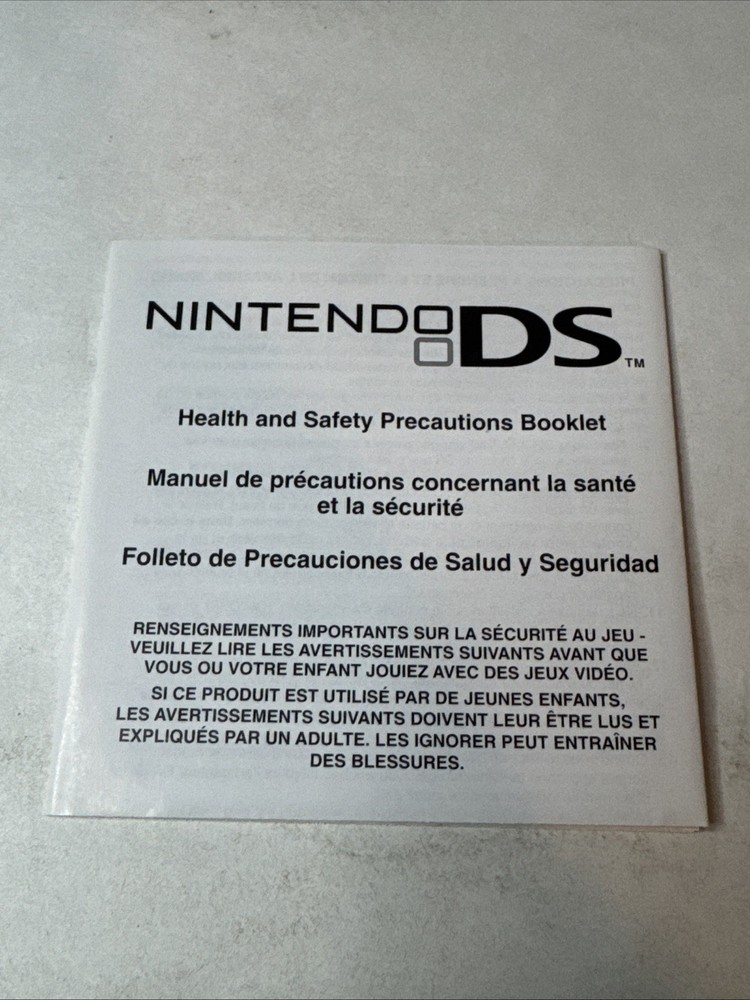 NINTENDO DS TM
Health and Safety Precautions Booklet
Manuel de précautions concernant la santé
et la sécurité
Folleto de Precauciones de Salud y Seguridad
RENSEIGNEMENTS IMPORTANTS SUR LA SÉCURITÉ AU JEU -
VEUILLEZ LIRE LES AVERTISSEMENTS SUIVANTS AVANT QUE
VOUS OU VOTRE ENFANT JOUIEZ AVEC DES JEUX VIDÉO.
SI CE PRODUIT EST UTILISÉ PAR DE JEUNES ENFANTS,
LES AVERTISSEMENTS SUIVANTS DOIVENT LEUR ÊTRE LUS ET
EXPLIQUÉS PAR UN ADULTE. LES IGNORER PEUT ENTRAÎNER
DES BLESSURES.